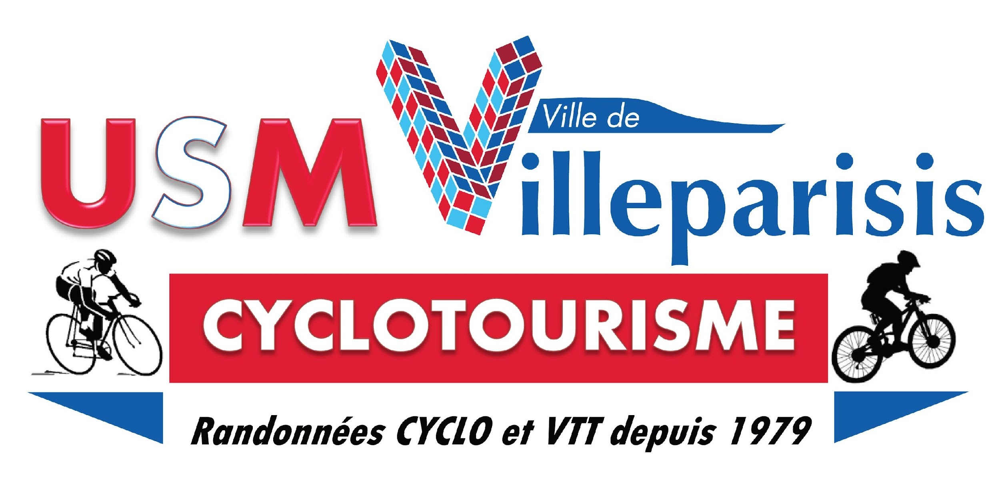 Ville de
USM Villeparisis
CYCLOTOURISME
Randonnées CYCLO et VTT depuis 1979